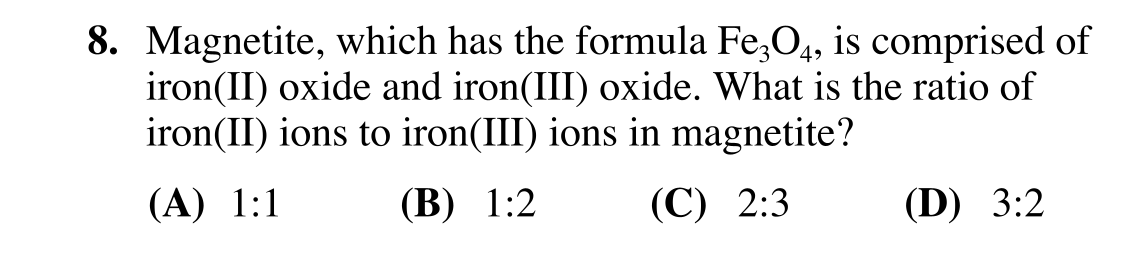 8. Magnetite, which has the formula Fe₃O₄, is comprised of
iron(II) oxide and iron(III) oxide. What is the ratio of
iron(II) ions to iron(III) ions in magnetite?
(A) 1:1 (B) 1:2 (C) 2:3 (D) 3:2